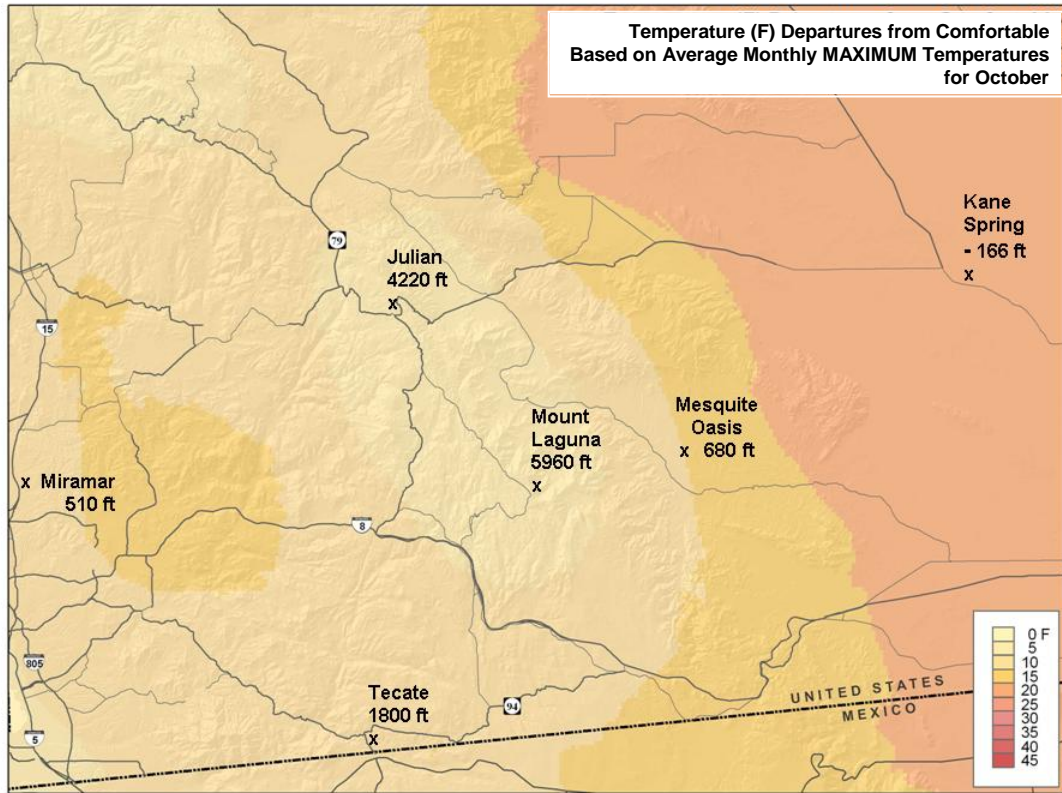 Temperature (F) Departures from Comfortable
Based on Average Monthly MAXIMUM Temperatures
for October
Kane
Spring
- 166 ft
x
79
Julian
4220 ft
x
15
Mount
Laguna
5960 ft
x
Mesquite
Oasis
x 680 ft
x Miramar
510 ft
8
805
Tecate
1800 ft
x
94
5
UNITED STATES
MEXICO
0 F
5
10
15
20
25
30
35
40
45